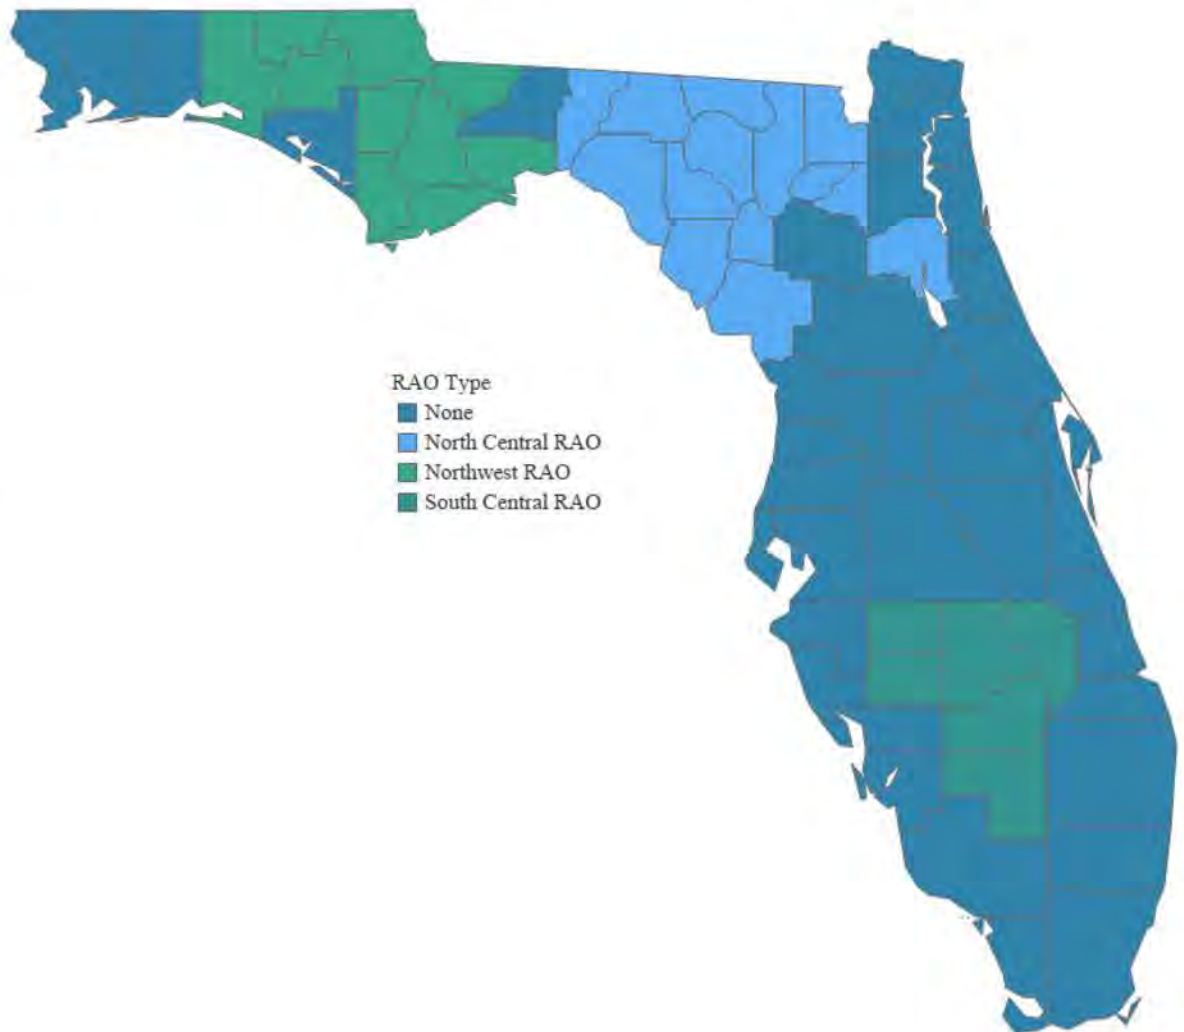 RAO Type
None
North Central RAO
Northwest RAO
South Central RAO